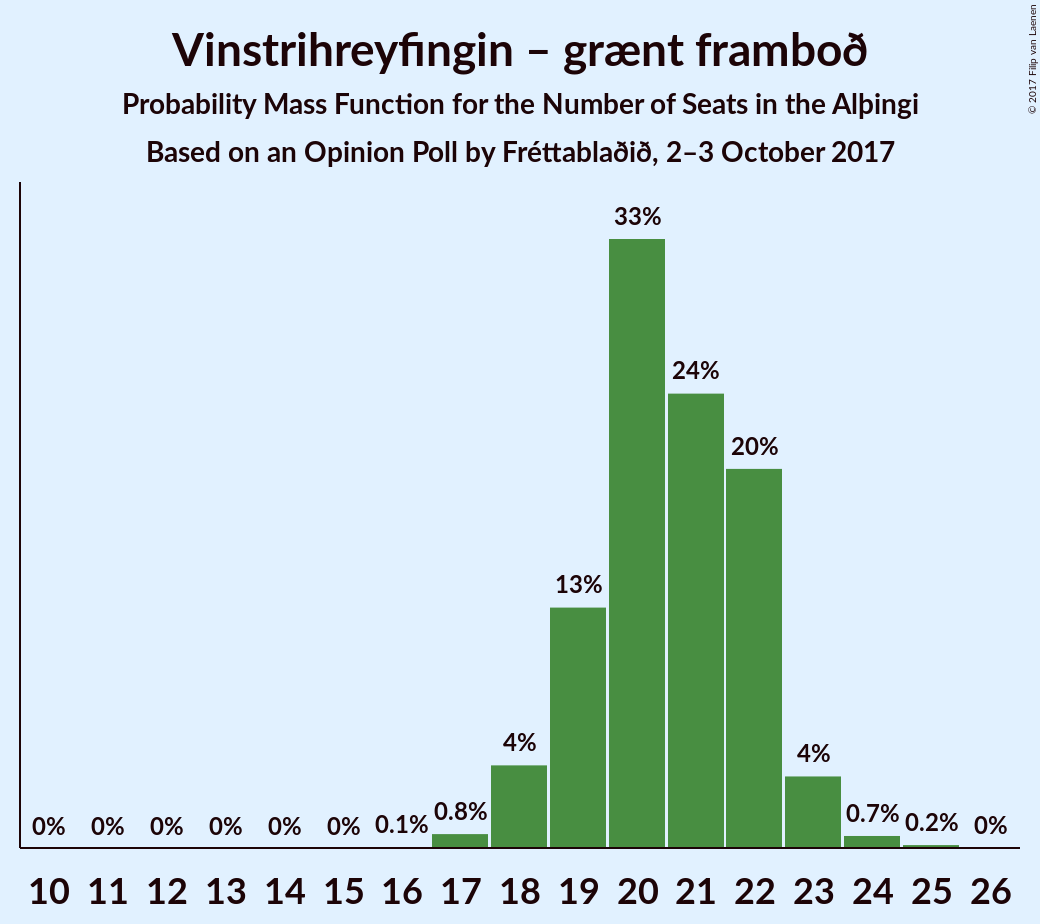 Vinstrihreyfingin – grænt framboð
Probability Mass Function for the Number of Seats in the Alþingi
Based on an Opinion Poll by Fréttablaðið, 2–3 October 2017
© 2017 Filip van Laenen
0% 0% 0% 0% 0% 0% 0.1% 0.8% 4% 13% 33% 24% 20% 4% 0.7% 0.2% 0%
10 11 12 13 14 15 16 17 18 19 20 21 22 23 24 25 26